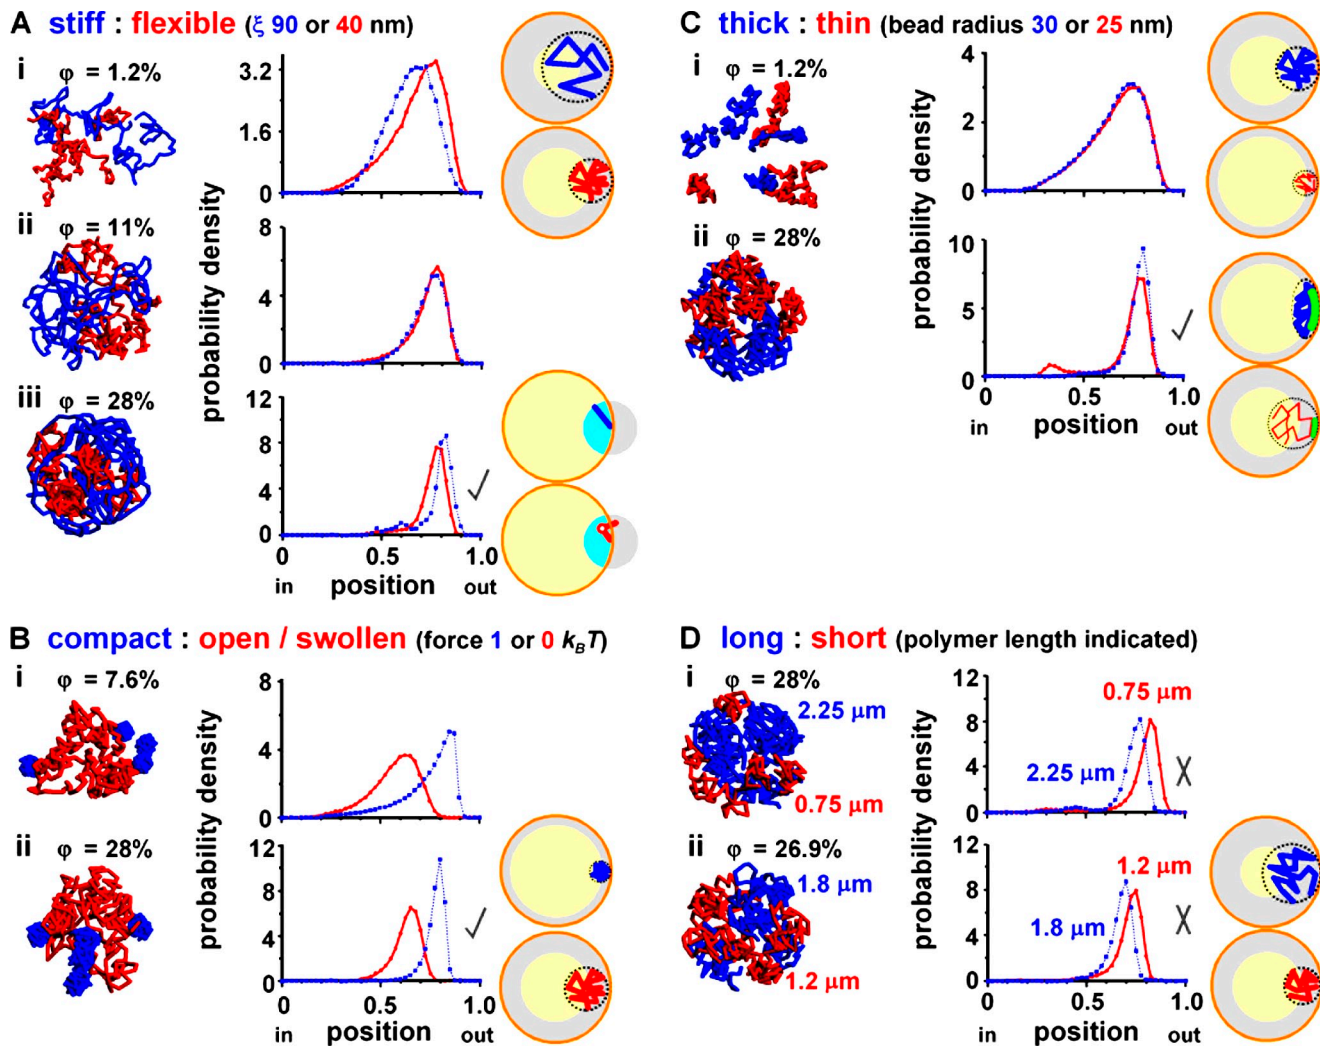 A stiff : flexible (ξ 90 or 40 nm)
i φ = 1.2%
3.2
1.6
0
ii φ = 11%
8
4
0
iii φ = 28%
12
8
4
0
probability density
0 0.5 1.0
in position out
B compact : open / swollen (force 1 or 0 kBT)
i φ = 7.6%
8
4
0
ii φ = 28%
12
8
4
0
probability density
0 0.5 1.0
in position out
C thick : thin (bead radius 30 or 25 nm)
i φ = 1.2%
4
2
0
ii φ = 28%
10
5
0
probability density
0 0.5 1.0
in position out
D long : short (polymer length indicated)
i φ = 28%
2.25 μm
0.75 μm
12
8
4
0
0.75 μm
2.25 μm
ii φ = 26.9%
1.8 μm
1.2 μm
12
8
4
0
1.2 μm
1.8 μm
probability density
0 0.5 1.0
in position out